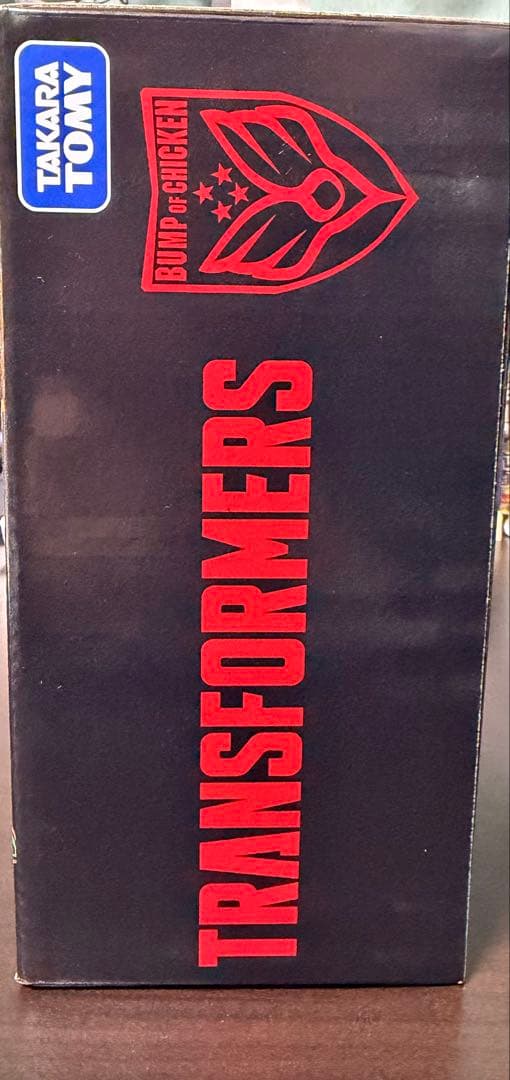 TAKARA
TOMY
BUMP OF CHICKEN
TRANSFORMERS